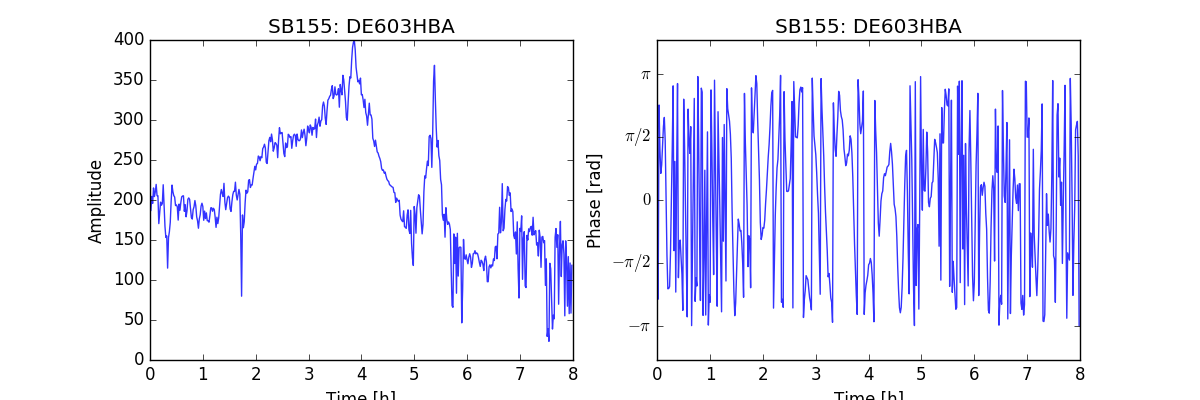 SB155: DE603HBA
400
350
300
250
200
150
100
50
0
Amplitude
0 1 2 3 4 5 6 7 8
Time [h]
SB155: DE603HBA
π
π/2
0
−π/2
−π
Phase [rad]
0 1 2 3 4 5 6 7 8
Time [h]